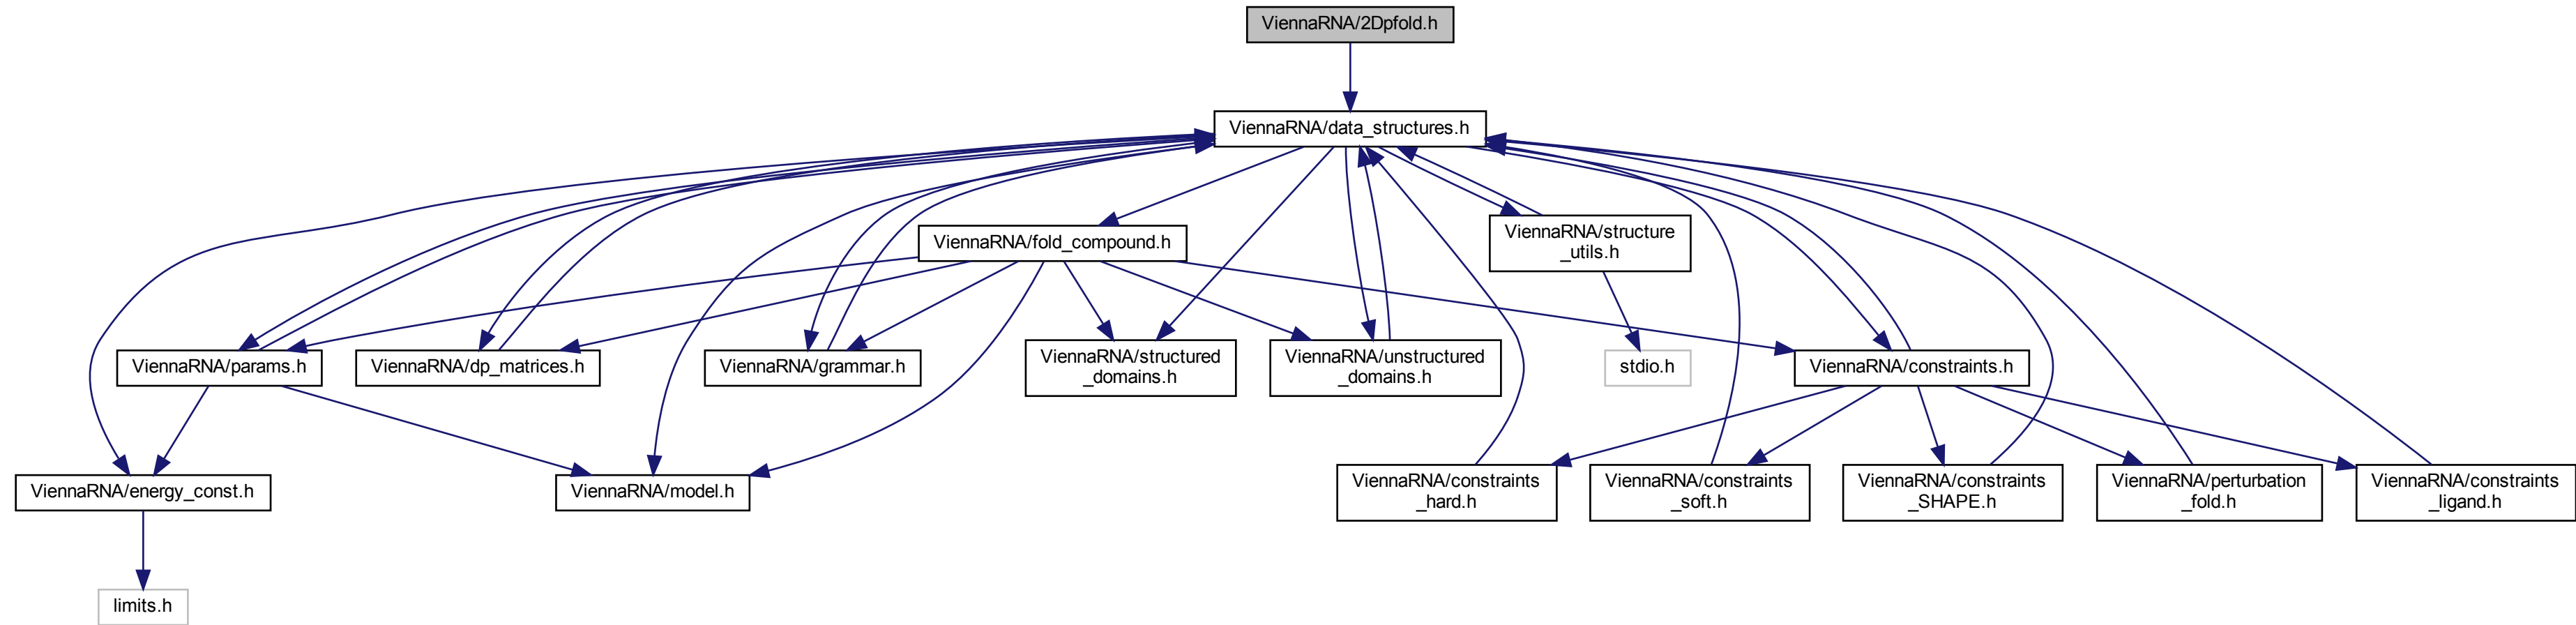 ViennaRNA/2Dpfold.h
ViennaRNA/data_structures.h
ViennaRNA/structure
_utils.h
ViennaRNA/fold_compound.h
ViennaRNA/params.h
ViennaRNA/dp_matrices.h
ViennaRNA/grammar.h
ViennaRNA/structured
_domains.h
ViennaRNA/unstructured
_domains.h
stdio.h
ViennaRNA/constraints.h
ViennaRNA/energy_const.h
ViennaRNA/model.h
ViennaRNA/constraints
_hard.h
ViennaRNA/constraints
_soft.h
ViennaRNA/constraints
_SHAPE.h
ViennaRNA/perturbation
_fold.h
ViennaRNA/constraints
_ligand.h
limits.h